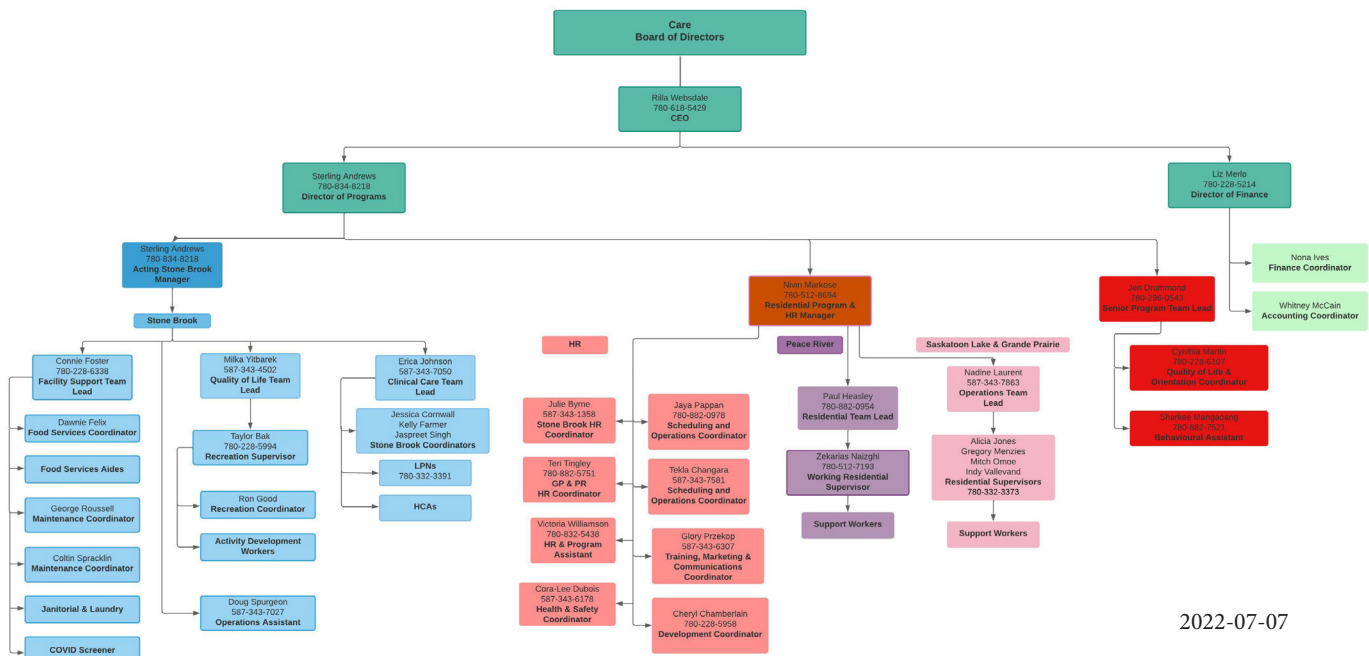 Care
Board of Directors
Rilla Websdale
780-618-5429
CEO
Sterling Andrews
780-834-8218
Director of Programs
Liz Merlo
780-228-5214
Director of Finance
Sterling Andrews
780-834-8218
Acting Stone Brook
Manager
Nivin Markose
780-512-8694
Residential Program &
HR Manager
Jen Drummond
780-296-0543
Senior Program Team Lead
Nona Ives
Finance Coordinator
Whitney McCain
Accounting Coordinator
Stone Brook
HR
Peace River
Saskatoon Lake & Grande Prairie
Connie Foster
780-228-6338
Facility Support Team
Lead
Milka Yitbarek
587-343-4502
Quality of Life Team
Lead
Erica Johnson
587-343-7050
Clinical Care Team
Lead
Dawnie Felix
Food Services Coordinator
Food Services Aides
George Roussell
Maintenance Coordinator
Coltin Spracklin
Maintenance Coordinator
Janitorial & Laundry
COVID Screener
Taylor Bak
780-228-5994
Recreation Supervisor
Ron Good
Recreation Coordinator
Activity Development
Workers
Doug Spurgeon
587-343-7027
Operations Assistant
Jessica Cornwall
Kelly Farmer
Jaspreet Singh
Stone Brook Coordinators
LPNs
780-332-3391
HCAs
Julie Byrne
587-343-1358
Stone Brook HR
Coordinator
Teri Tingley
780-882-5751
GP & PR
HR Coordinator
Victoria Williamson
780-832-5438
HR & Program
Assistant
Cora-Lee Dubois
587-343-6178
Health & Safety
Coordinator
Jaya Pappan
780-882-0978
Scheduling and
Operations Coordinator
Tekla Changara
587-343-7581
Scheduling and
Operations Coordinator
Glory Przekop
587-343-6307
Training, Marketing &
Communications
Coordinator
Cheryl Chamberlain
780-228-5958
Development Coordinator
Paul Heasley
780-882-0954
Residential Team Lead
Zekarias Naizghi
780-512-7193
Working Residential
Supervisor
Support Workers
Nadine Laurent
587-343-7863
Operations Team
Lead
Alicia Jones
Gregory Menzies
Mitch Omoe
Indy Vallevand
Residential Supervisors
780-332-3373
Support Workers
Cynthia Martin
780-228-6107
Quality of Life &
Orientation Coordinator
Sharkee Mangadang
780-882-7521
Behavioural Assistant
2022-07-07